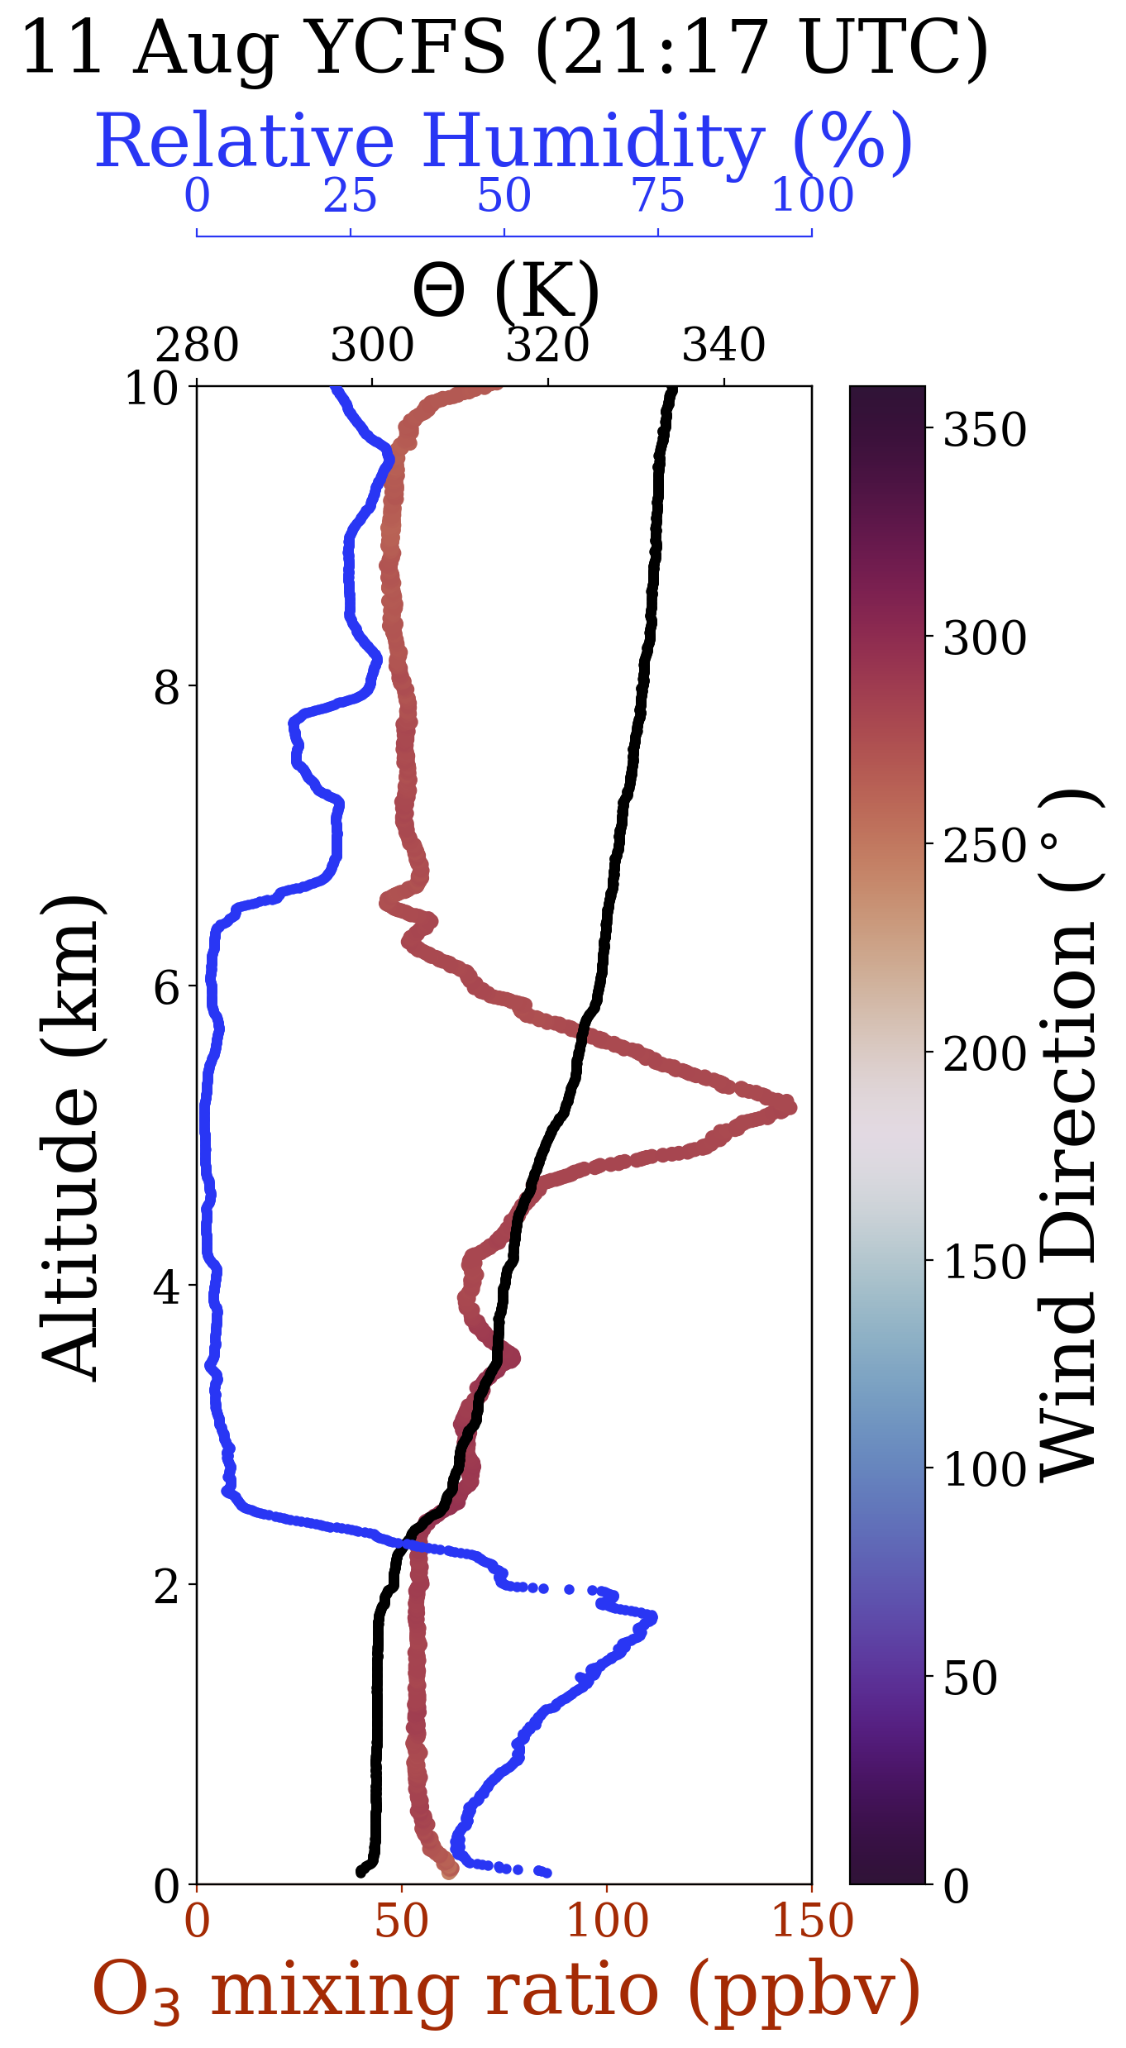 11 Aug YCFS (21:17 UTC)
Relative Humidity (%)
0 25 50 75 100
Θ (K)
280 300 320 340
10
8
6
4
2
0
Altitude (km)
0 50 100 150
O₃ mixing ratio (ppbv)
350
300
250
200
150
100
50
0
Wind Direction (°)